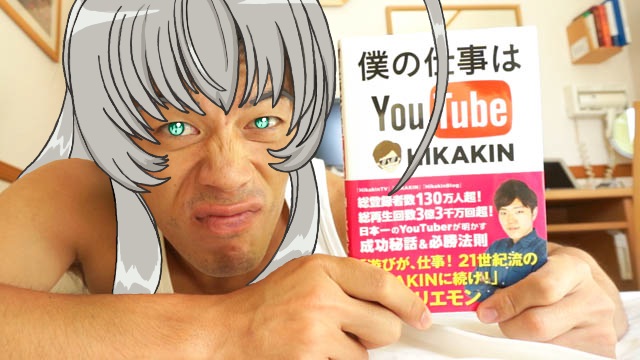 僕の仕事は
YouTube
HIKAKIN
総登録者数130万人超!
総再生回数3億3千万回超!
日本一のYouTuberが明かす
成功秘話&必勝法則
遊びが、仕事! 21世紀流の
AKINに続け!」
リエモン